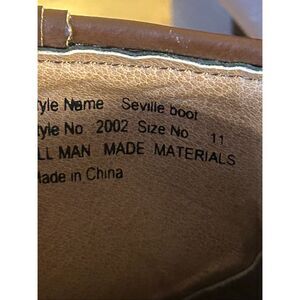 tyle Name Seville boot
tyle No 2002 Size No 11
LL MAN MADE MATERIALS
Made in China